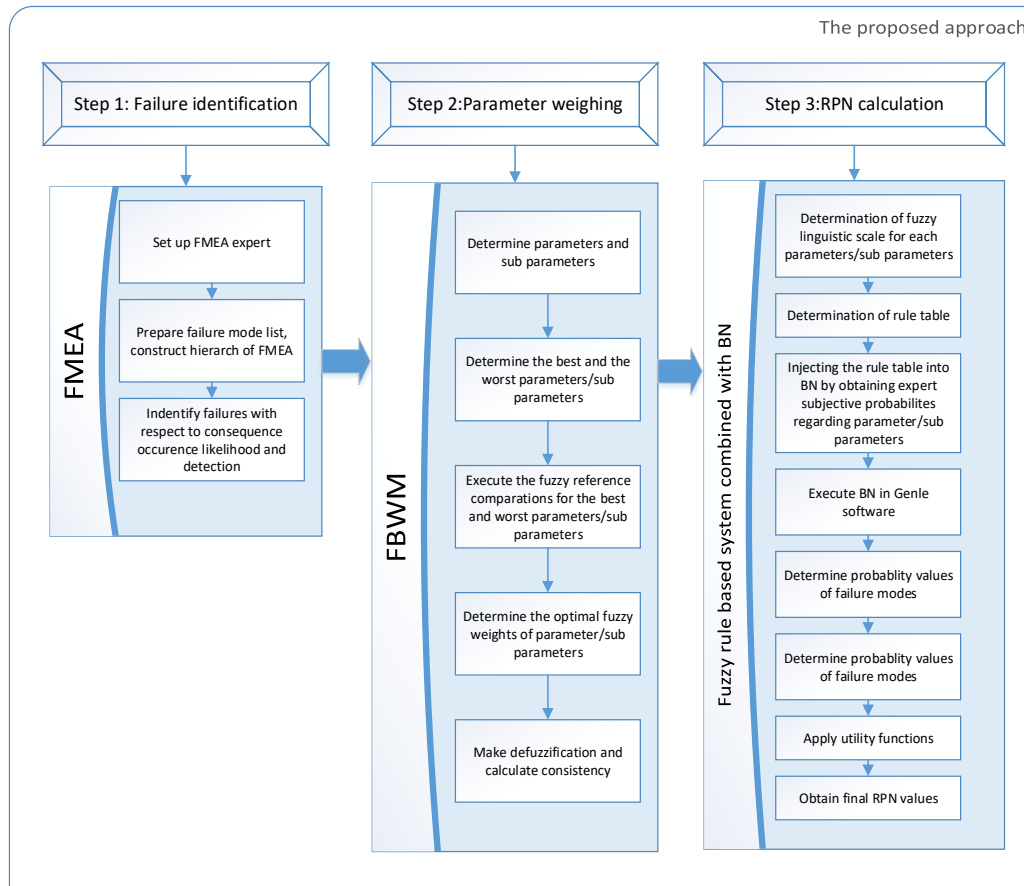 The proposed approach
Step 1: Failure identification
FMEA
Set up FMEA expert
Prepare failure mode list,
construct hierarch of FMEA
Indentify failures with
respect to consequence
occurence likelihood and
detection
Step 2:Parameter weighing
FBWM
Determine parameters and
sub parameters
Determine the best and the
worst parameters/sub
parameters
Execute the fuzzy reference
comparations for the best
and worst parameters/sub
parameters
Determine the optimal fuzzy
weights of parameter/sub
parameters
Make defuzzification and
calculate consistency
Step 3:RPN calculation
Fuzzy rule based system combined with BN
Determination of fuzzy
linguistic scale for each
parameters/sub parameters
Determination of rule table
Injecting the rule table into
BN by obtaining expert
subjective probabilites
regarding parameter/sub
parameters
Execute BN in Genle
software
Determine probablity values
of failure modes
Determine probablity values
of failure modes
Apply utility functions
Obtain final RPN values